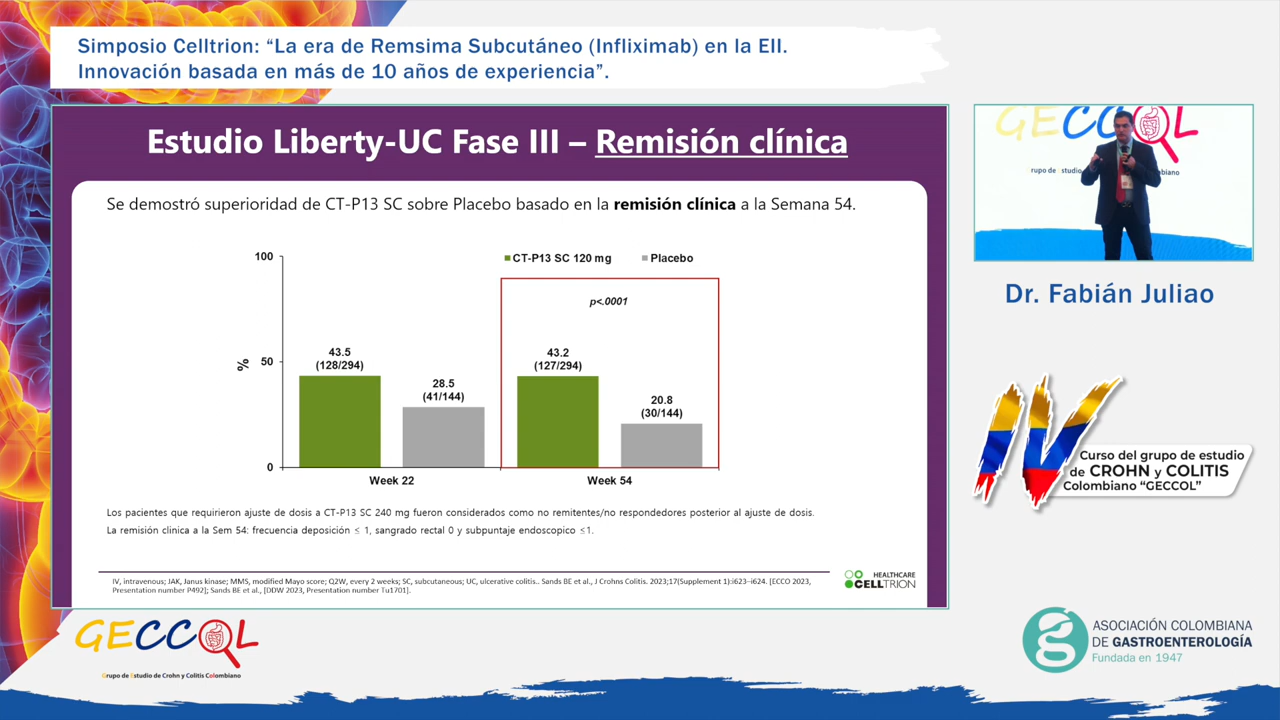 Simposio Celltrion: “La era de Remsima Subcutáneo (Infliximab) en la EII.
Innovación basada en más de 10 años de experiencia”.
Estudio Liberty-UC Fase III – Remisión clínica
Se demostró superioridad de CT-P13 SC sobre Placebo basado en la remisión clínica a la Semana 54.
100
CT-P13 SC 120 mg
Placebo
p<.0001
%
50
43.5
(128/294)
28.5
(41/144)
43.2
(127/294)
20.8
(30/144)
0
Week 22
Week 54
Los pacientes que requirieron ajuste de dosis a CT-P13 SC 240 mg fueron considerados como no remitentes/no respondedores posterior al ajuste de dosis.
La remisión clinica a la Sem 54: frecuencia deposición ≤ 1, sangrado rectal 0 y subpuntaje endoscopico ≤1.
IV, intravenous; JAK, Janus kinase; MMS, modified Mayo score; Q2W, every 2 weeks; SC, subcutaneous; UC, ulcerative colitis.. Sands BE et al., J Crohns Colitis. 2023;17(Supplement 1):i623–i624. [ECCO 2023,
Presentation number P492]; Sands BE et al., [DDW 2023, Presentation number Tu1701].
HEALTHCARE
CELLTRION
GECCOL
rupo de Estudio
Dr. Fabián Juliao
IV
Curso del grupo de estudio
de CROHN y COLITIS
Colombiano “GECCOL”
GECCOL
Grupo de Estudio de Crohn y Colitis Colombiano
ASOCIACIÓN COLOMBIANA
DE GASTROENTEROLOGÍA
Fundada en 1947